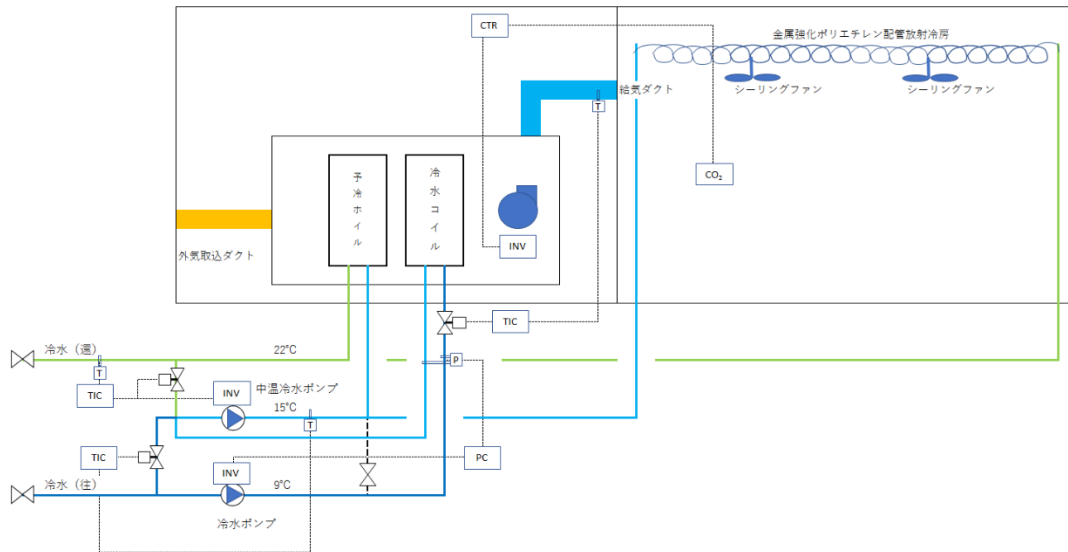 CTR
金属強化ポリエチレン配管放射冷房
給気ダクト
シーリングファン
シーリングファン
T
CO₂
予冷ホイル
冷水コイル
INV
外気取込ダクト
TIC
冷水（還）
22°C
P
T
TIC
INV
中温冷水ポンプ
15°C
T
TIC
INV
PC
冷水（往）
9°C
冷水ポンプ